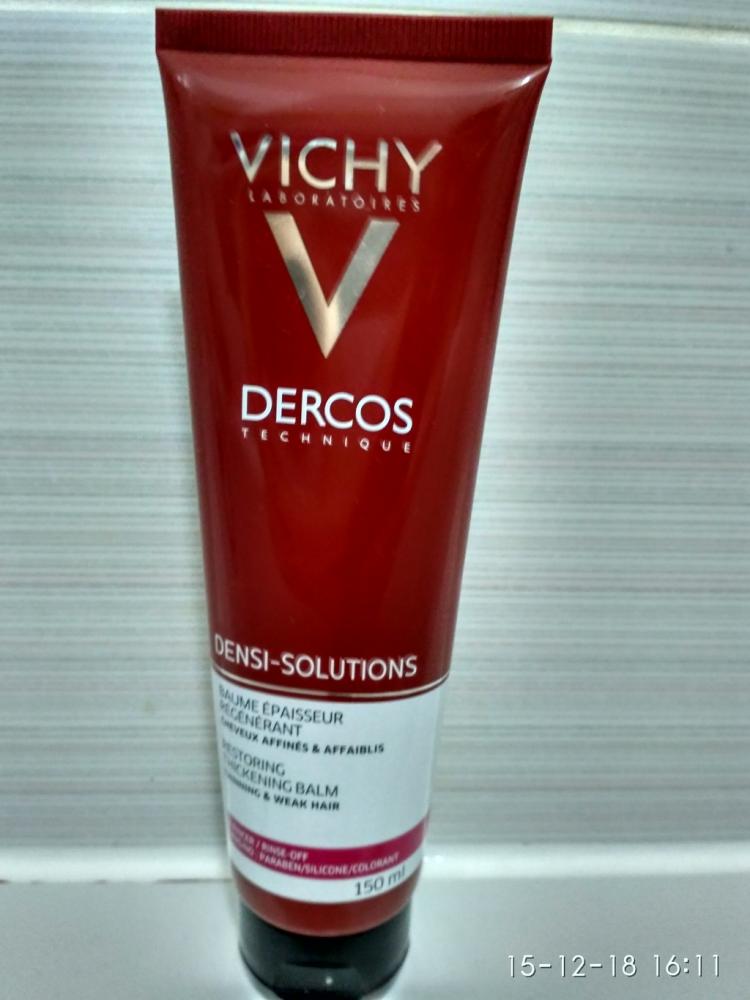 VICHY
LABORATOIRES
V
DERCOS
TECHNIQUE
DENSI-SOLUTIONS
BAUME ÉPAISSEUR
RÉGÉNÉRANT
CHEVEUX AFFINÉS & AFFAIBLIS
RESTORING
THICKENING BALM
THINNING & WEAK HAIR
/ RINSE-OFF
PARABEN/SILICONE/COLORANT
150 ml
15-12-18 16:11